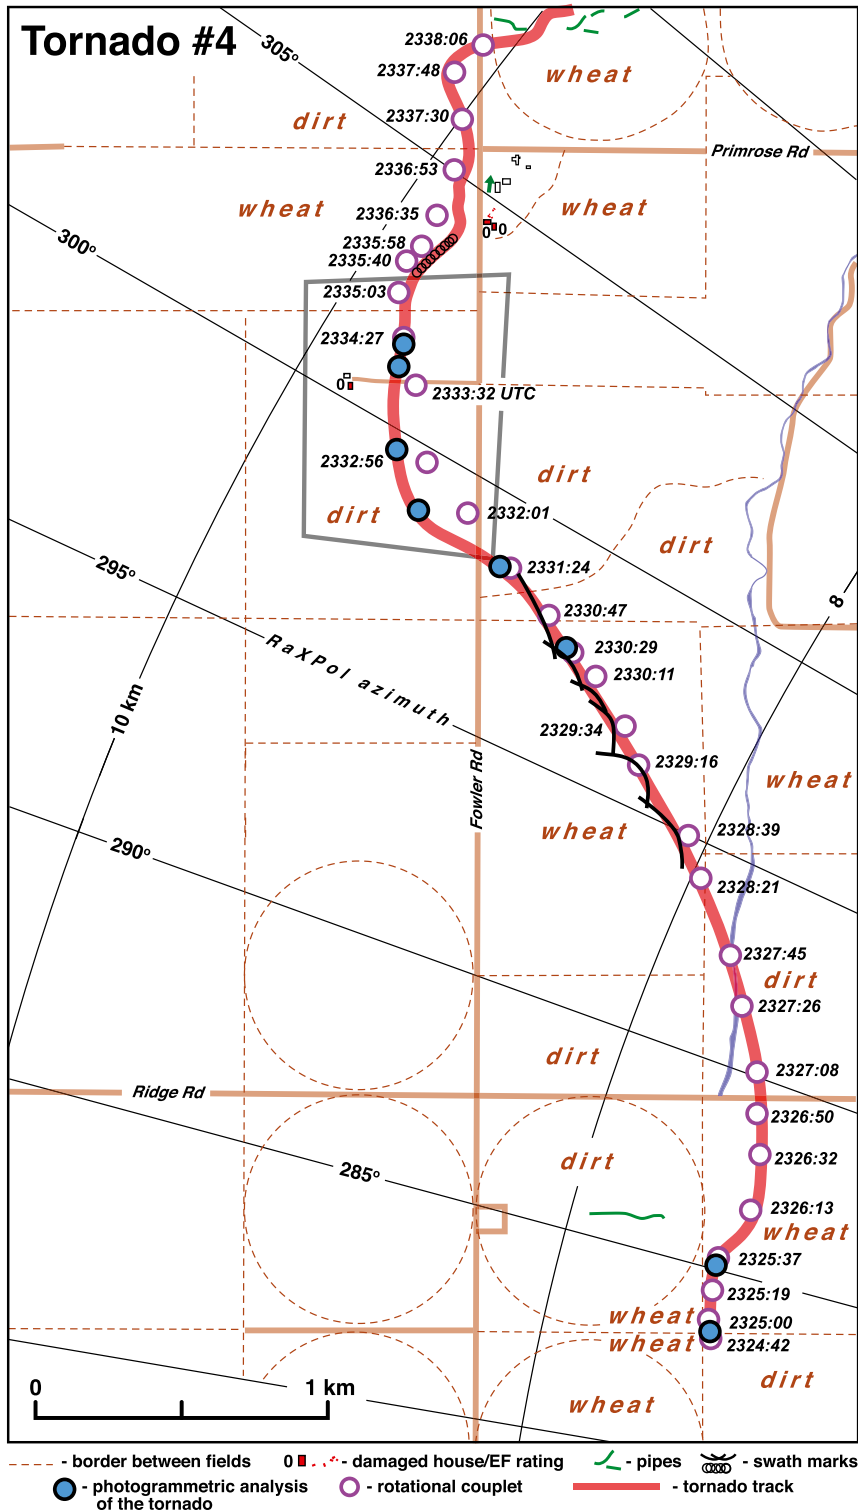 Tornado #4
305º
2338:06
2337:48
wheat
2337:30
dirt
Primrose Rd
2336:53
wheat
2336:35
wheat
0 0
2335:58
300º
2335:40
2335:03
2334:27
0
2333:32 UTC
2332:56
dirt
dirt
2332:01
dirt
2331:24
295º
8
2330:47
RaXPol azimuth
2330:29
2330:11
10 km
2329:34
2329:16
wheat
Fowler Rd
wheat
2328:39
290º
2328:21
2327:45
dirt
2327:26
dirt
2327:08
Ridge Rd
2326:50
dirt
2326:32
285º
2326:13
wheat
2325:37
2325:19
wheat
2325:00
wheat
2324:42
dirt
0 1 km
wheat
- border between fields 0 - damaged house/EF rating - pipes - swath marks
- photogrammetric analysis of the tornado - rotational couplet - tornado track